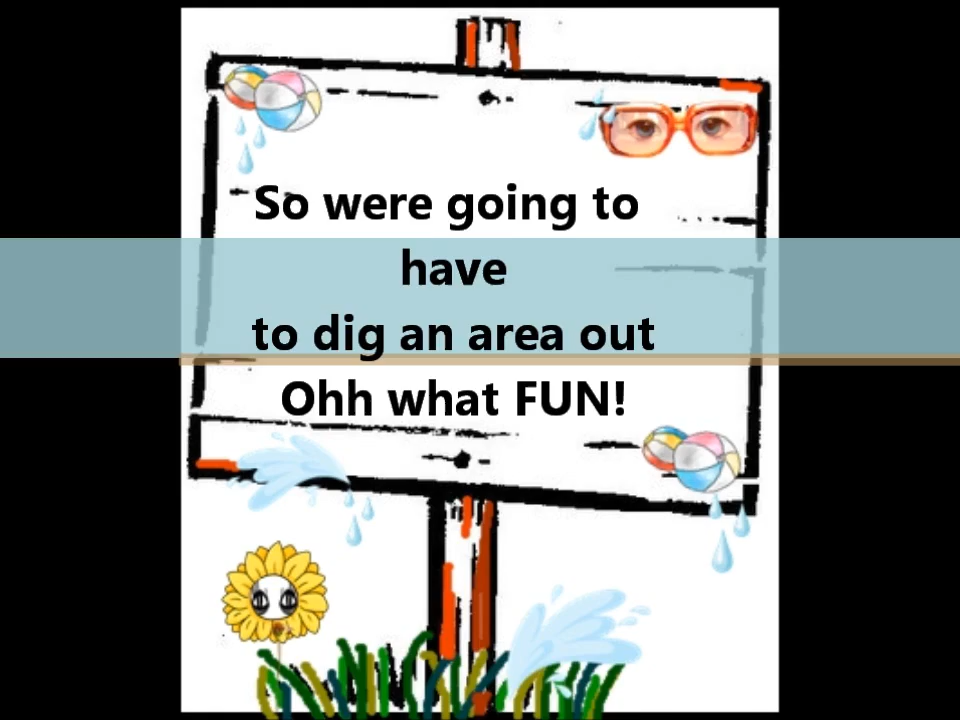 So were going to
have
to dig an area out
Ohh what FUN!